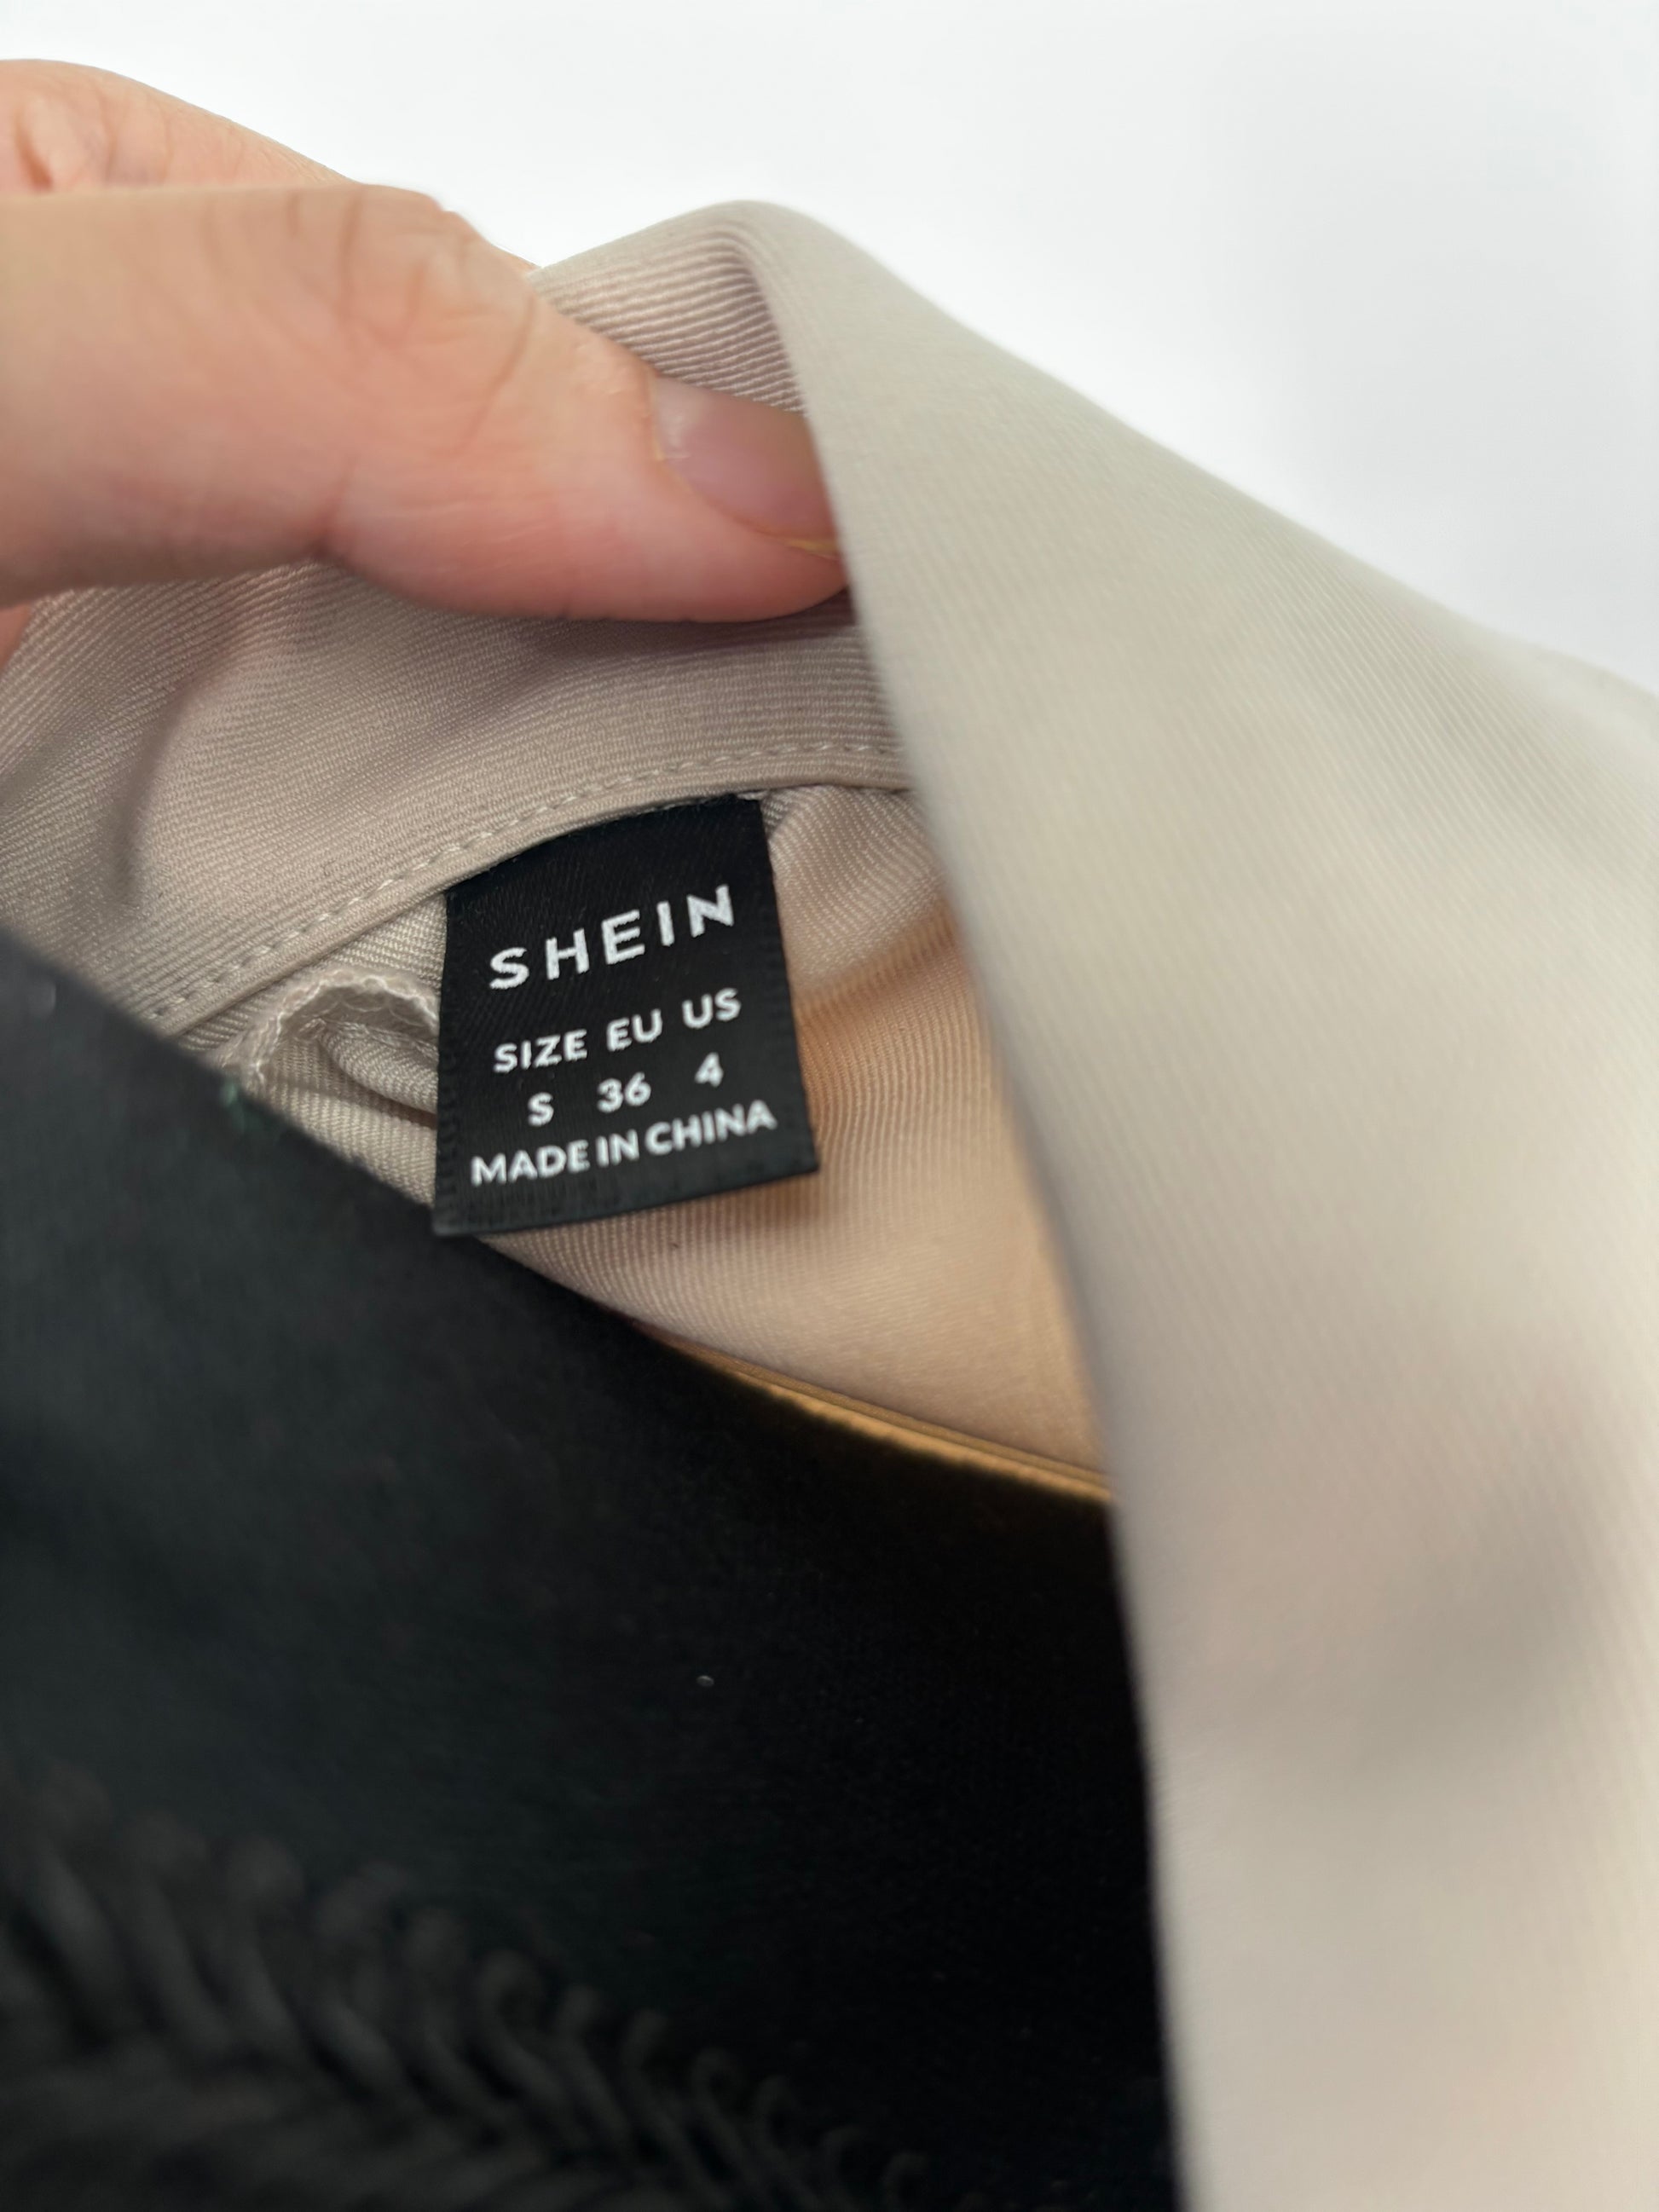 SHEIN
SIZE EU US
S 36 4
MADE IN CHINA